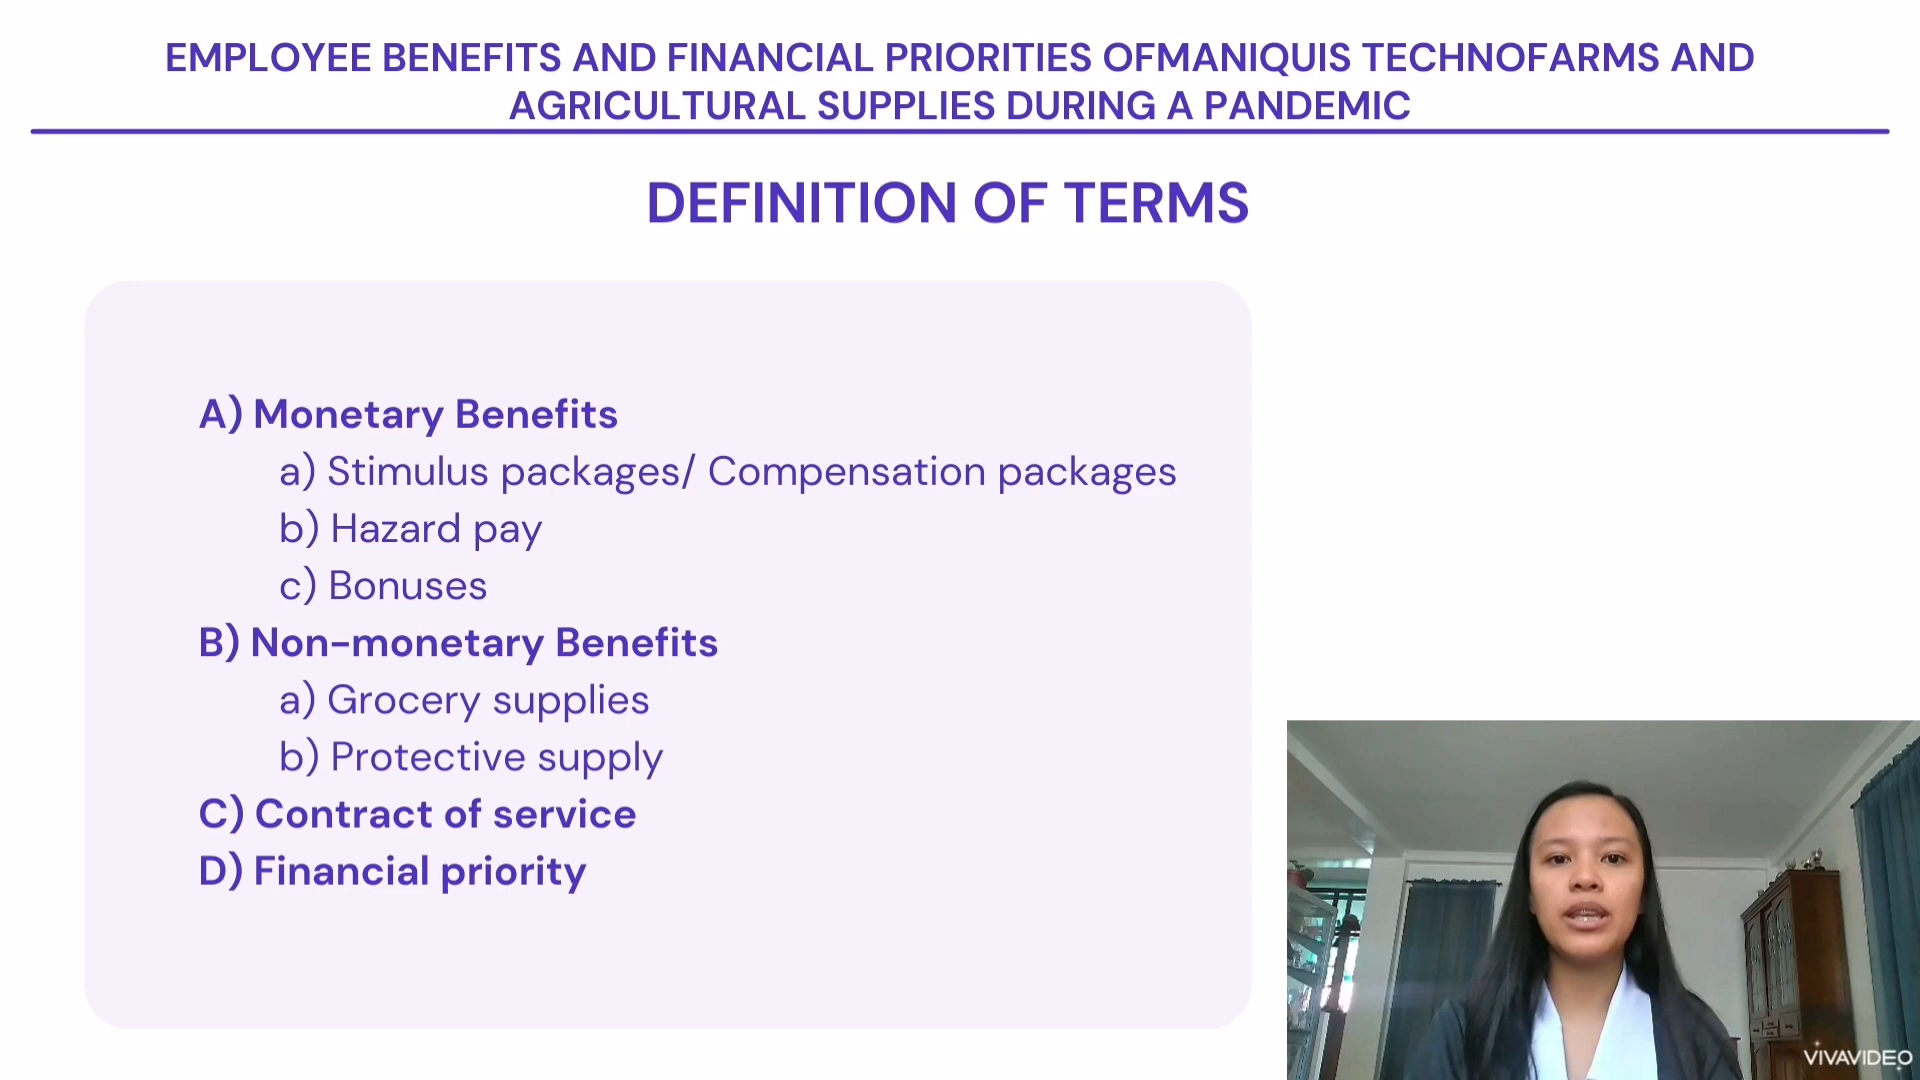 EMPLOYEE BENEFITS AND FINANCIAL PRIORITIES OFMANIQUIS TECHNOFARMS AND
AGRICULTURAL SUPPLIES DURING A PANDEMIC
DEFINITION OF TERMS
A) Monetary Benefits
a) Stimulus packages/ Compensation packages
b) Hazard pay
c) Bonuses
B) Non-monetary Benefits
a) Grocery supplies
b) Protective supply
C) Contract of service
D) Financial priority
VIVAVIDEO